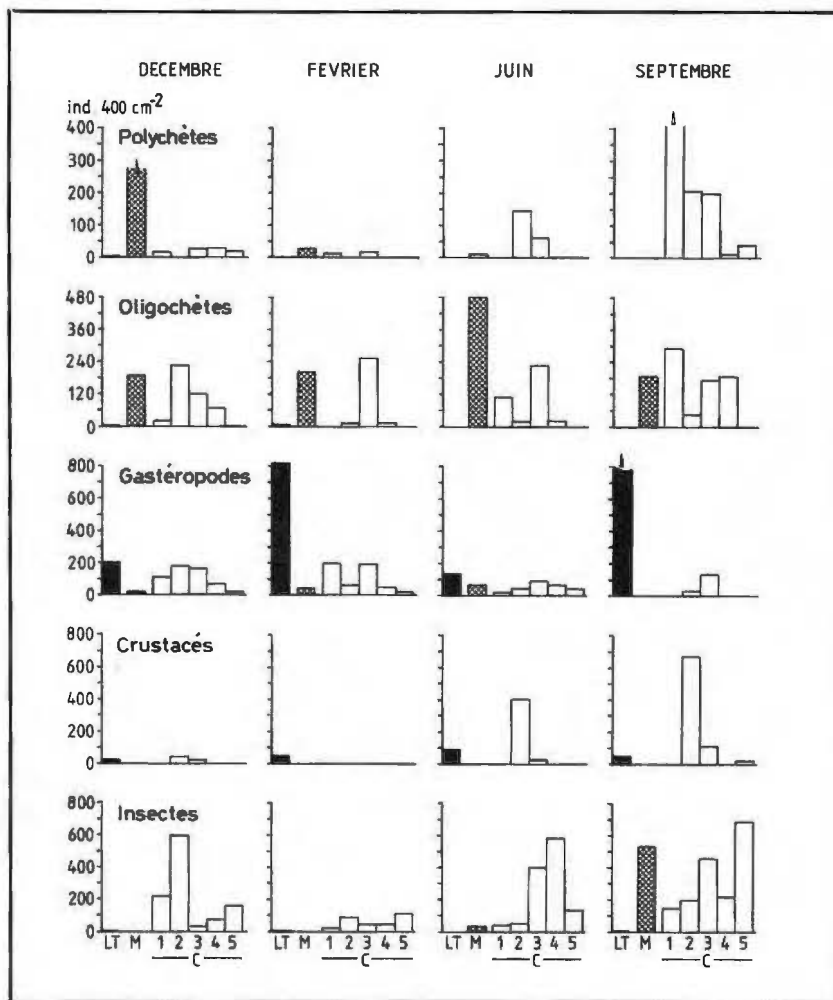 DECEMBRE FEVRIER JUIN SEPTEMBRE
ind 400 cm⁻²
400
Polychètes
300
200
100
0
480
Oligochètes
360
240
120
0
800
Gastéropodes
600
400
200
0
800
Crustacés
600
400
200
0
800
Insectes
600
400
200
0
LT M 1 2 3 4 5 LT M 1 2 3 4 5 LT M 1 2 3 4 5 LT M 1 2 3 4 5
C C C C